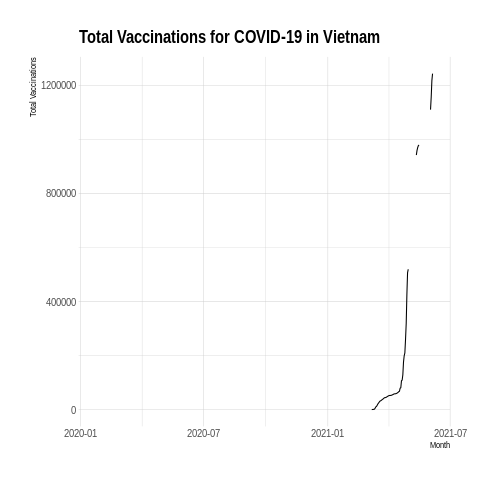 Total Vaccinations for COVID-19 in Vietnam
Total Vaccinations
1200000
800000
400000
0
2020-01
2020-07
2021-01
2021-07
Month